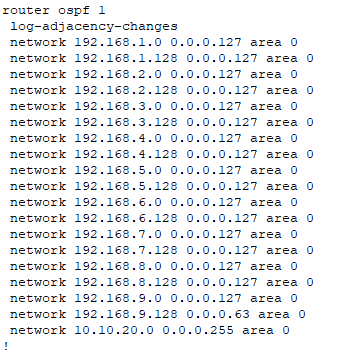 router ospf 1
log-adjacency-changes
network 192.168.1.0 0.0.0.127 area 0
network 192.168.1.128 0.0.0.127 area 0
network 192.168.2.0 0.0.0.127 area 0
network 192.168.2.128 0.0.0.127 area 0
network 192.168.3.0 0.0.0.127 area 0
network 192.168.3.128 0.0.0.127 area 0
network 192.168.4.0 0.0.0.127 area 0
network 192.168.4.128 0.0.0.127 area 0
network 192.168.5.0 0.0.0.127 area 0
network 192.168.5.128 0.0.0.127 area 0
network 192.168.6.0 0.0.0.127 area 0
network 192.168.6.128 0.0.0.127 area 0
network 192.168.7.0 0.0.0.127 area 0
network 192.168.7.128 0.0.0.127 area 0
network 192.168.8.0 0.0.0.127 area 0
network 192.168.8.128 0.0.0.127 area 0
network 192.168.9.0 0.0.0.127 area 0
network 192.168.9.128 0.0.0.63 area 0
network 10.10.20.0 0.0.0.255 area 0
!